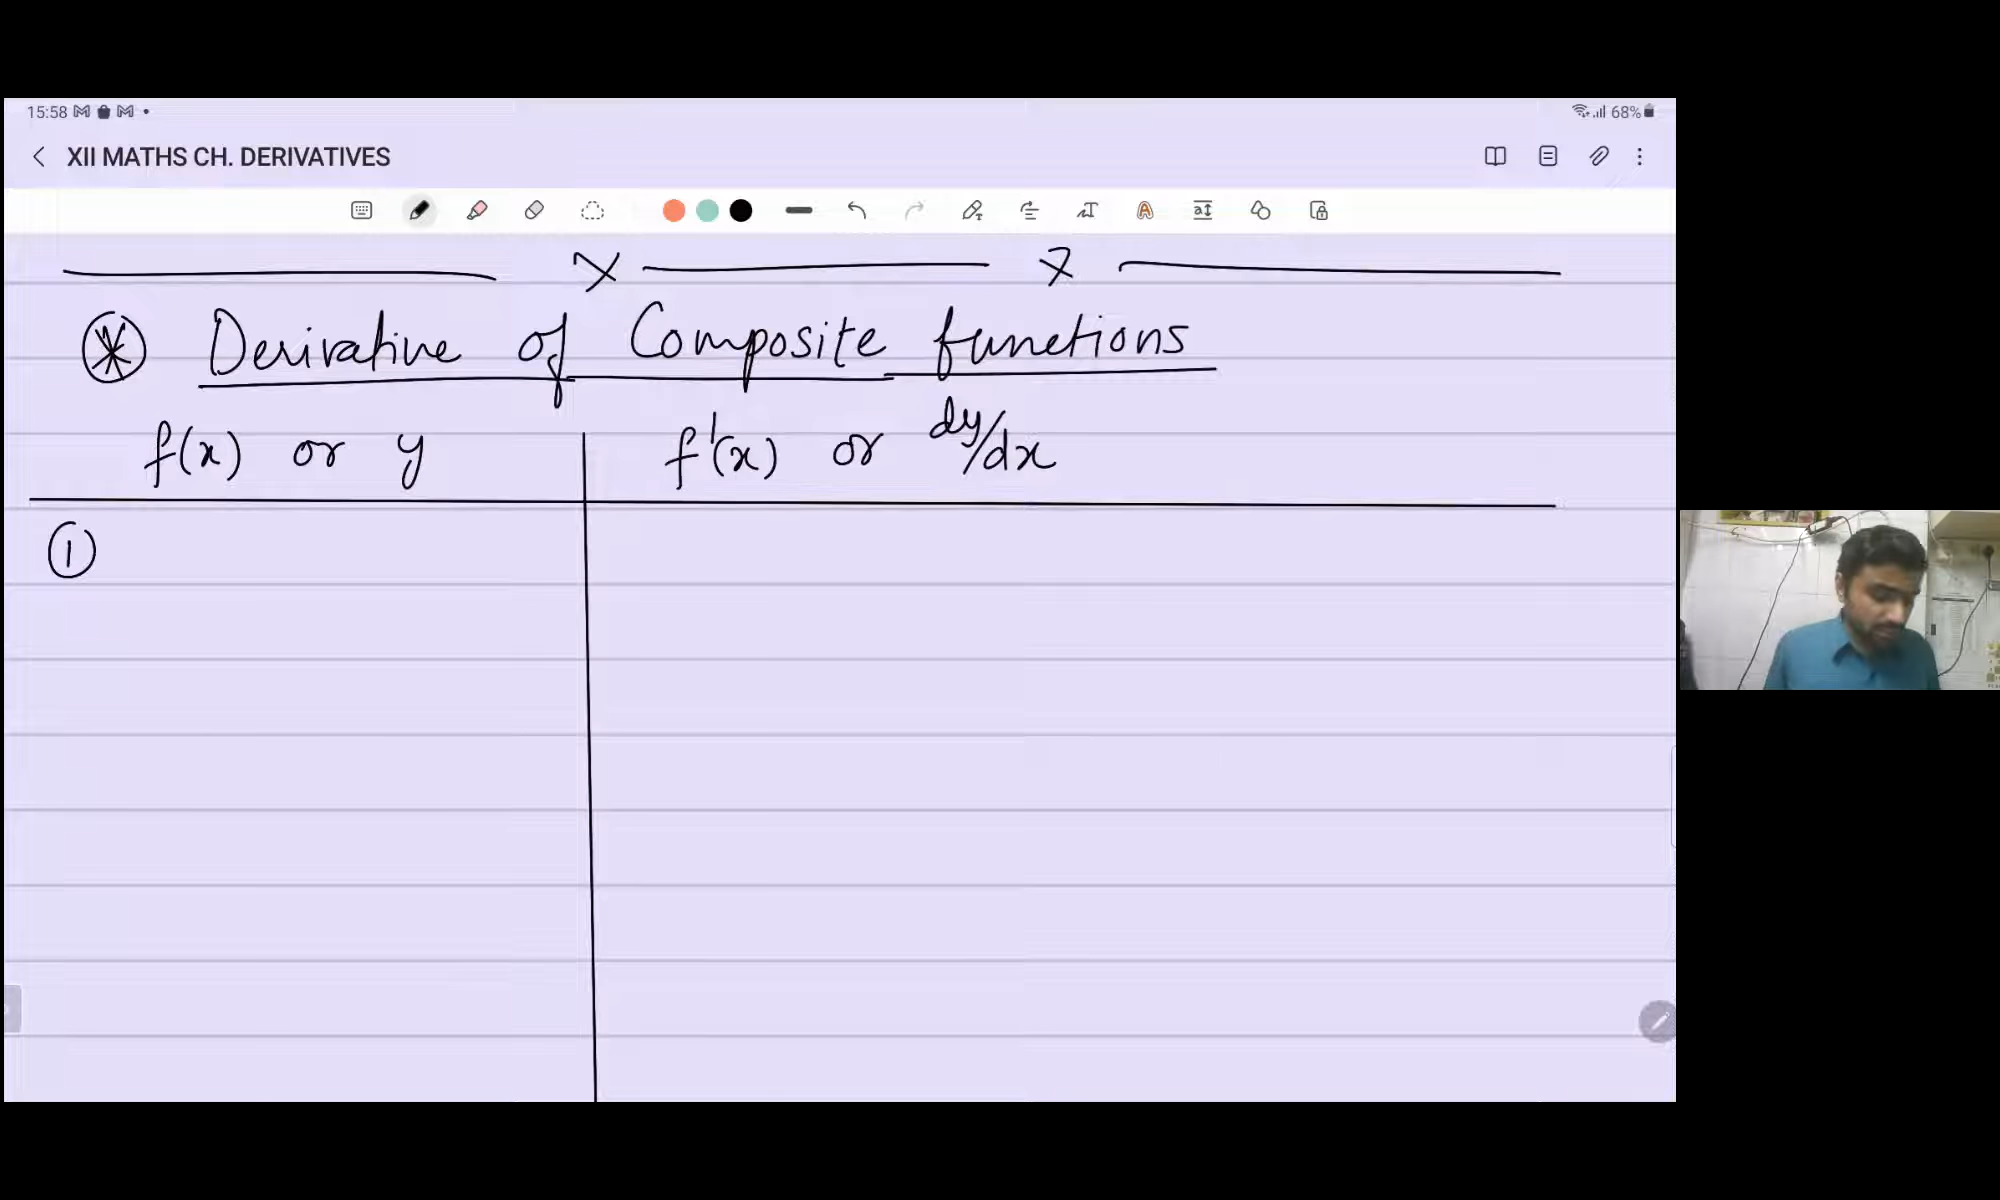 15:58
68%
XII MATHS CH. DERIVATIVES
Derivative of Composite functions
f(x) or y
f'(x) or dy/dx
①